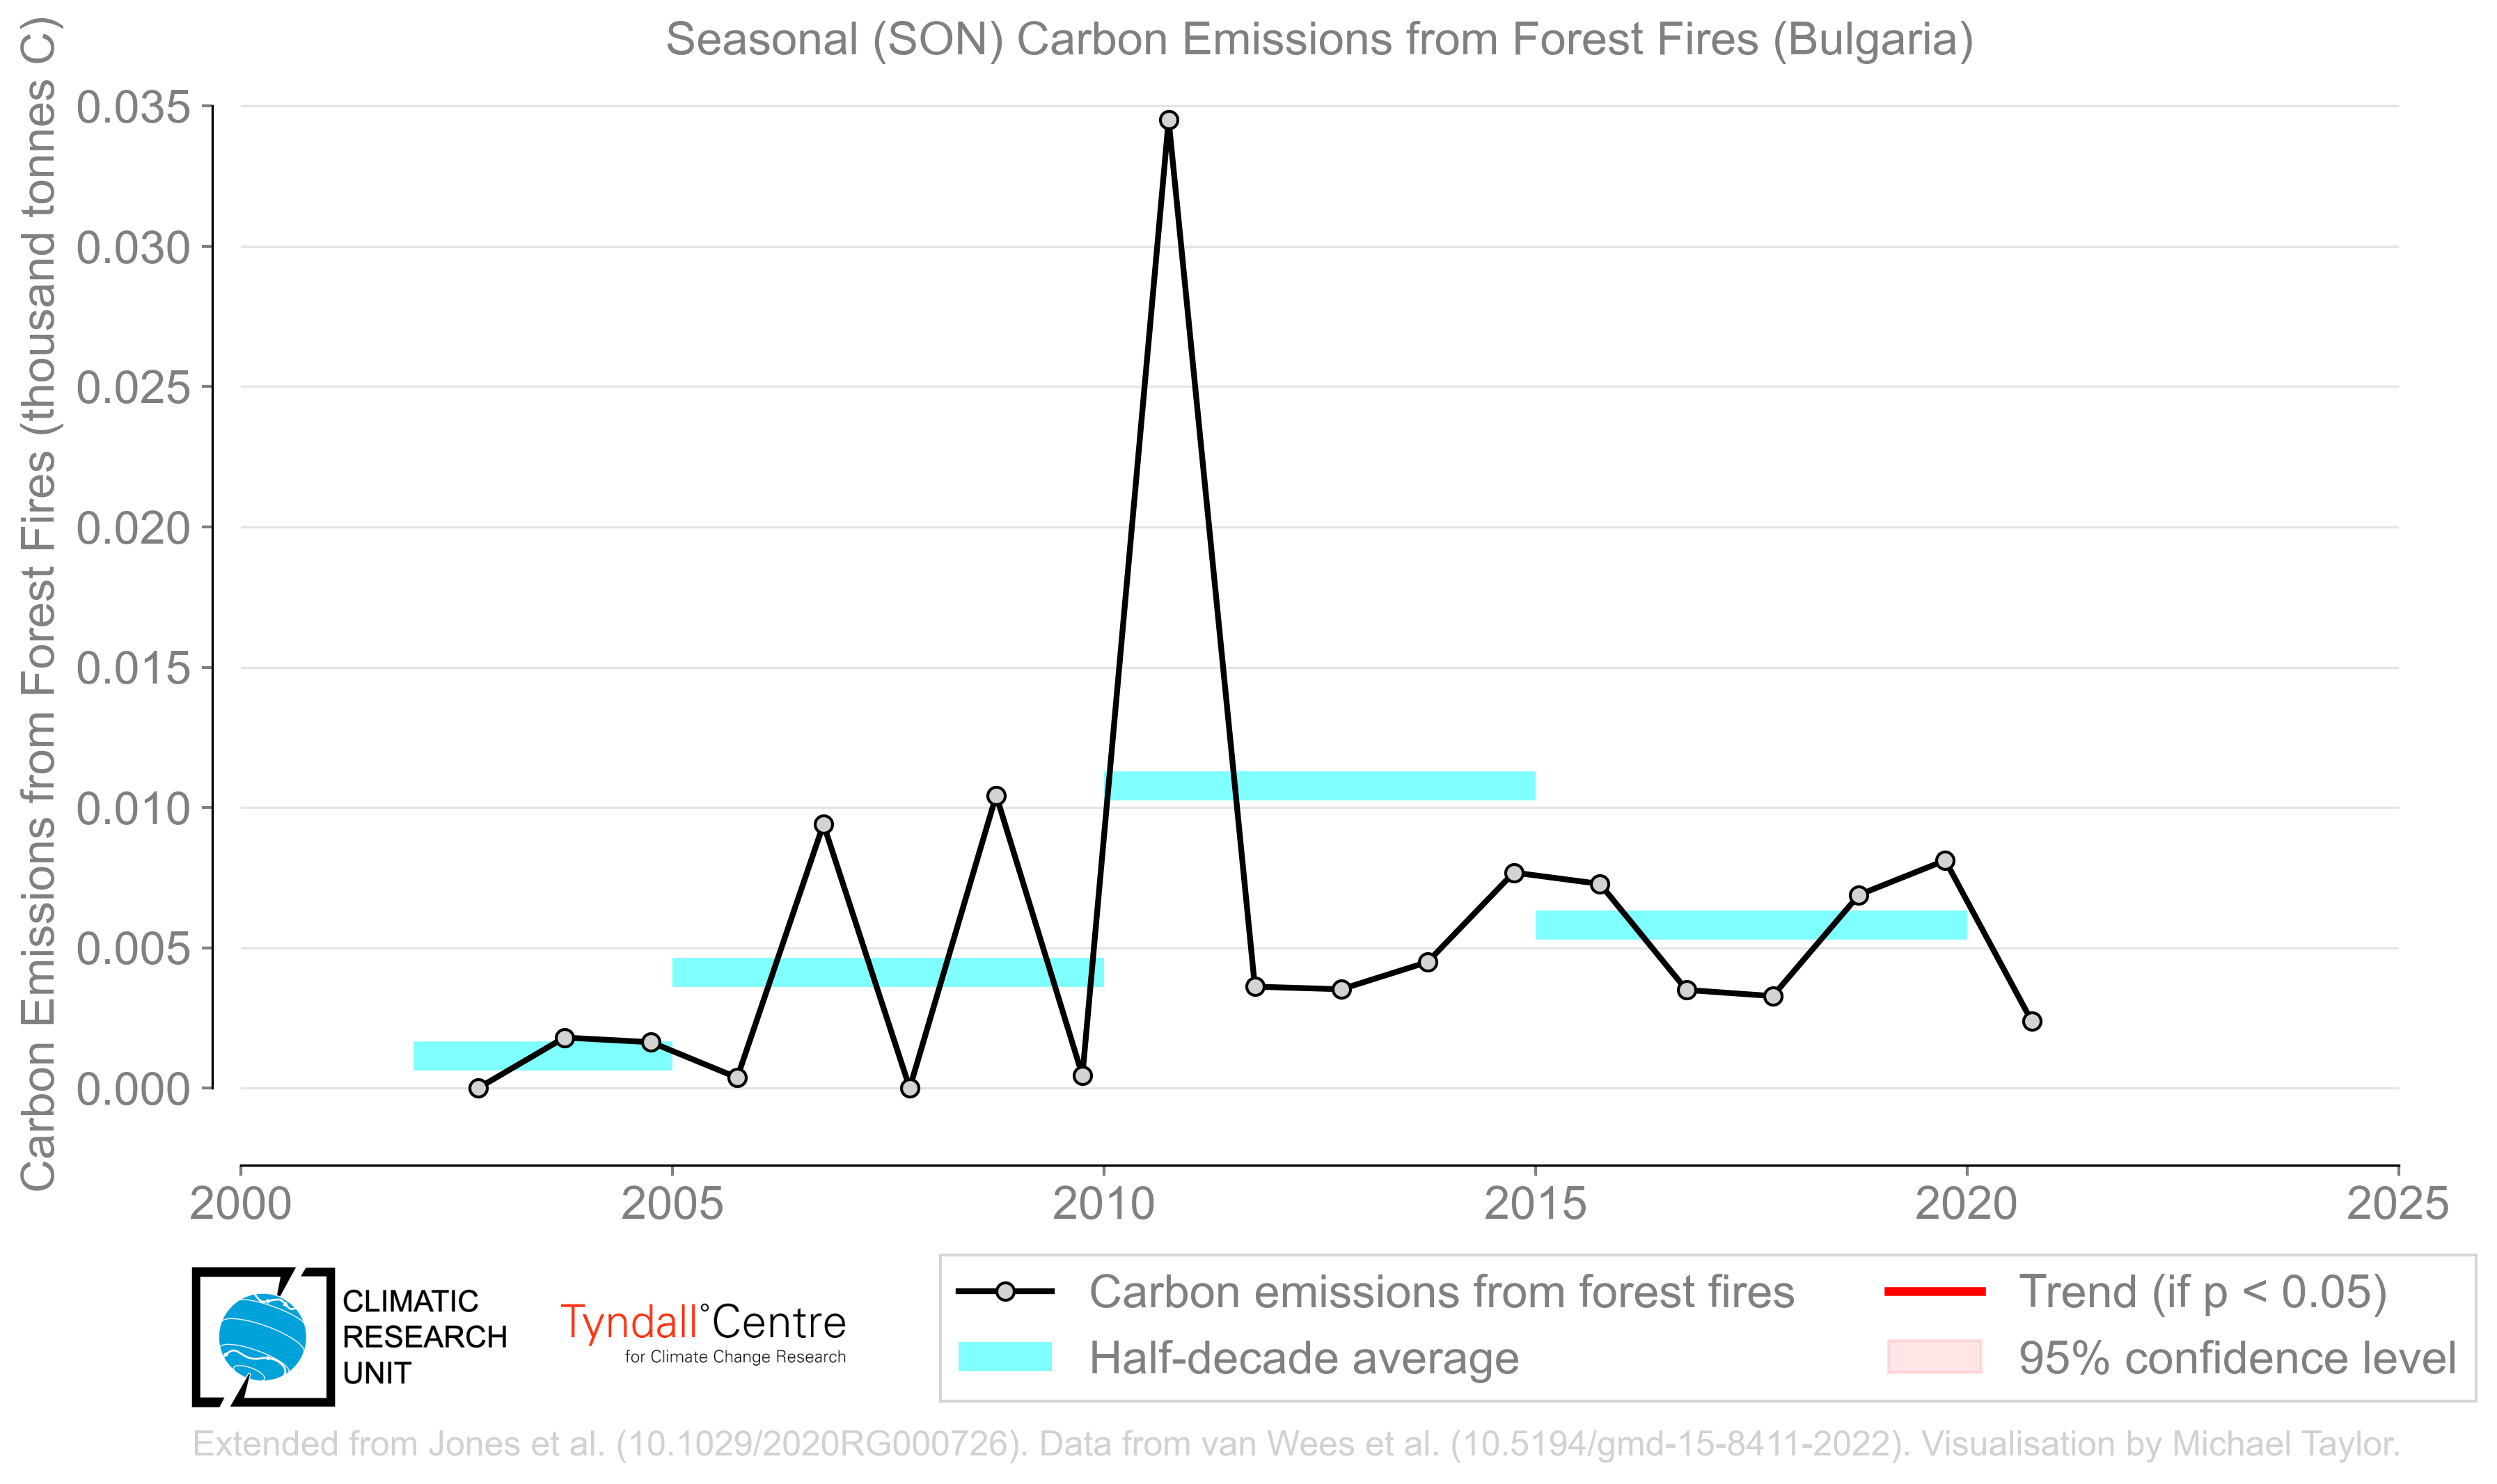 Seasonal (SON) Carbon Emissions from Forest Fires (Bulgaria)
Carbon Emissions from Forest Fires (thousand tonnes C)
0.035
0.030
0.025
0.020
0.015
0.010
0.005
0.000
2000 2005 2010 2015 2020 2025
Carbon emissions from forest fires
Half-decade average
Trend (if p < 0.05)
95% confidence level
CLIMATIC
RESEARCH
UNIT
Tyndall°Centre
for Climate Change Research
Extended from Jones et al. (10.1029/2020RG000726). Data from van Wees et al. (10.5194/gmd-15-8411-2022). Visualisation by Michael Taylor.